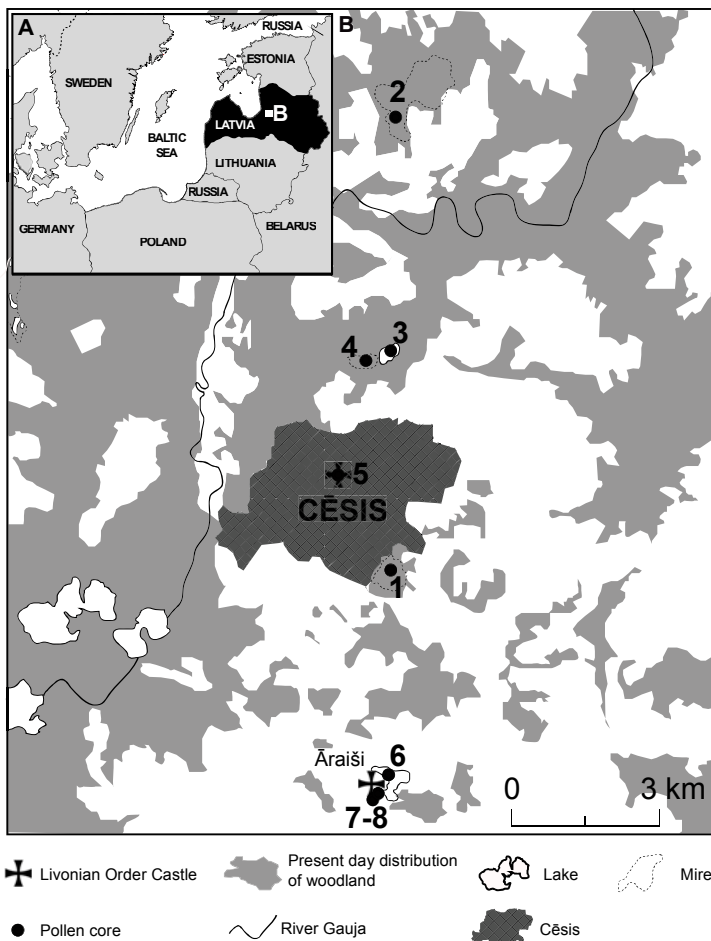 A
RUSSIA
B
ESTONIA
SWEDEN
2
B
LATVIA
BALTIC
SEA
LITHUANIA
RUSSIA
BELARUS
GERMANY
POLAND
3
4
5
CĒSIS
1
Āraiši
6
7-8
0
3 km
Livonian Order Castle
Present day distribution
of woodland
Lake
Mire
Pollen core
River Gauja
Cēsis